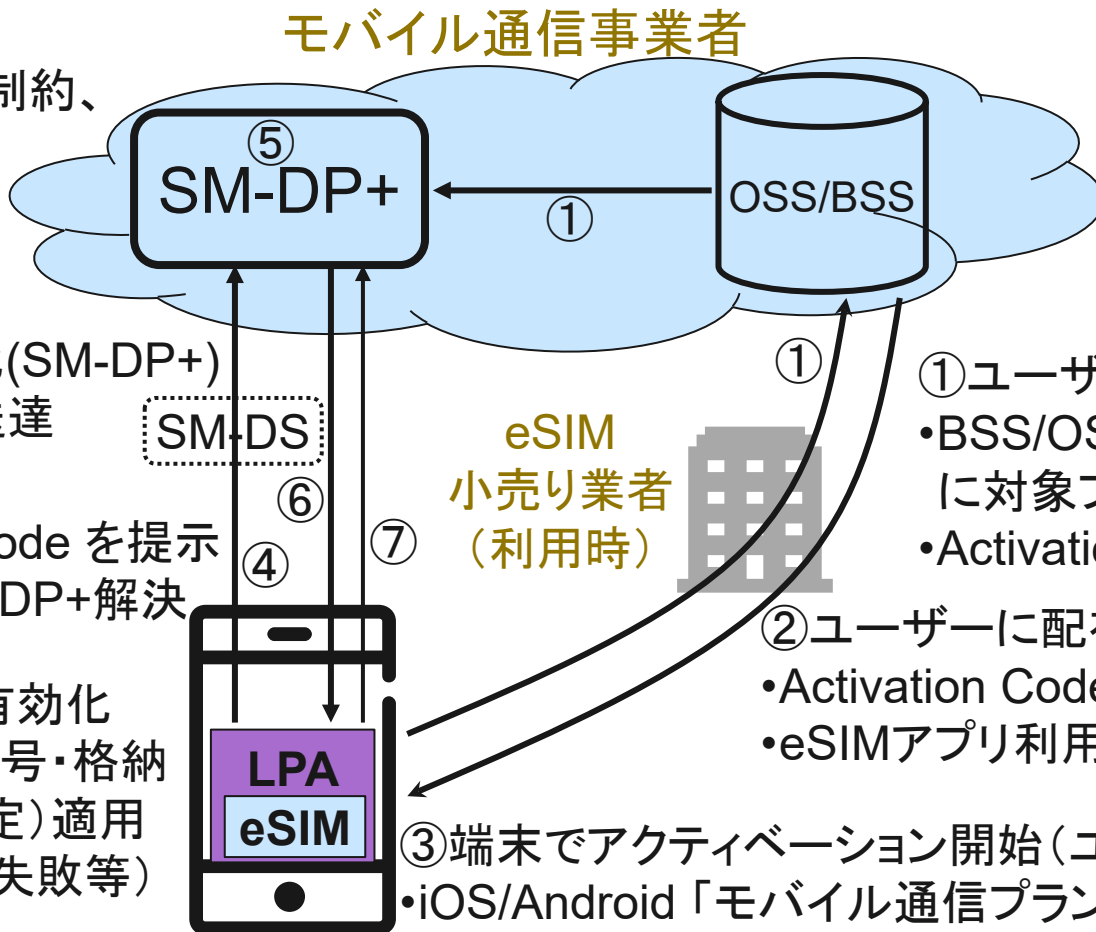 モバイル通信事業者
制約、
⑤
SM-DP+
①
OSS/BSS
(SM-DP+)
達
SM-DS
①
eSIM
小売り業者
（利用時）
①ユーザ
•BSS/OS
に対象
•Activatio
⑥
④
⑦
ode を提示
DP+解決
②ユーザーに配
•Activation Code
•eSIMアプリ利用
有効化
号・格納
定）適用
失敗等）
LPA
eSIM
③端末でアクティベーション開始（ユ
•iOS/Android「モバイル通信プラン